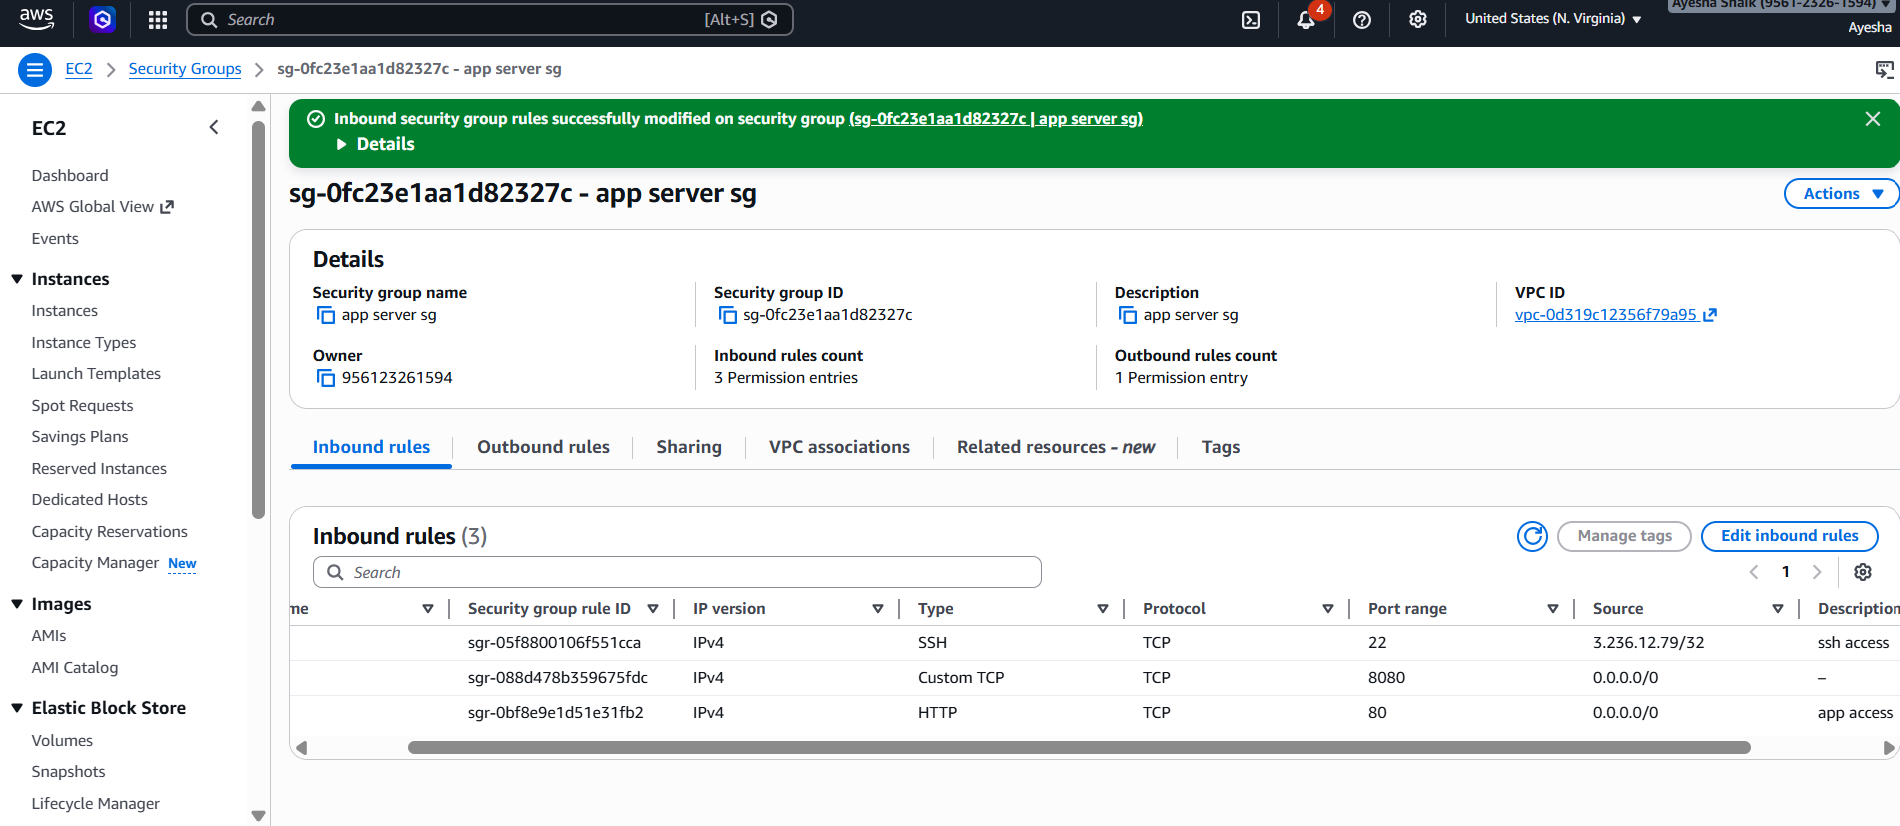 aws
Search [Alt+S]
4
United States (N. Virginia)
Ayesha Shaik (9561-2326-1594)
Ayesha
EC2 > Security Groups > sg-0fc23e1aa1d82327c - app server sg
EC2
Dashboard
AWS Global View
Events
Instances
Instances
Instance Types
Launch Templates
Spot Requests
Savings Plans
Reserved Instances
Dedicated Hosts
Capacity Reservations
Capacity Manager New
Images
AMIs
AMI Catalog
Elastic Block Store
Volumes
Snapshots
Lifecycle Manager
Inbound security group rules successfully modified on security group (sg-0fc23e1aa1d82327c | app server sg)
Details
sg-0fc23e1aa1d82327c - app server sg
Actions
Details
Security group name
app server sg
Security group ID
sg-0fc23e1aa1d82327c
Description
app server sg
VPC ID
vpc-0d319c12356f79a95
Owner
956123261594
Inbound rules count
3 Permission entries
Outbound rules count
1 Permission entry
Inbound rules Outbound rules Sharing VPC associations Related resources - new Tags
Inbound rules (3)
Manage tags Edit inbound rules
Search
1
me Security group rule ID IP version Type Protocol Port range Source Description
sgr-05f8800106f551cca IPv4 SSH TCP 22 3.236.12.79/32 ssh access
sgr-088d478b359675fdc IPv4 Custom TCP TCP 8080 0.0.0.0/0 –
sgr-0bf8e9e1d51e31fb2 IPv4 HTTP TCP 80 0.0.0.0/0 app access